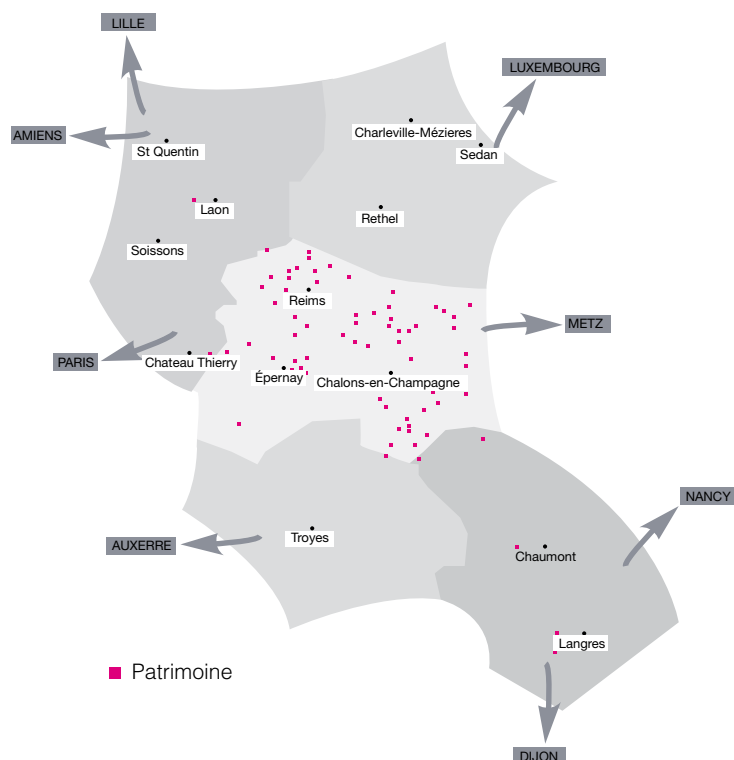 LILLE
LUXEMBOURG
AMIENS
Charleville-Mézieres
St Quentin
Sedan
Laon
Rethel
Soissons
Reims
METZ
PARIS
Chateau Thierry
Épernay
Chalons-en-Champagne
NANCY
AUXERRE
Troyes
Chaumont
Langres
Patrimoine
DIJON